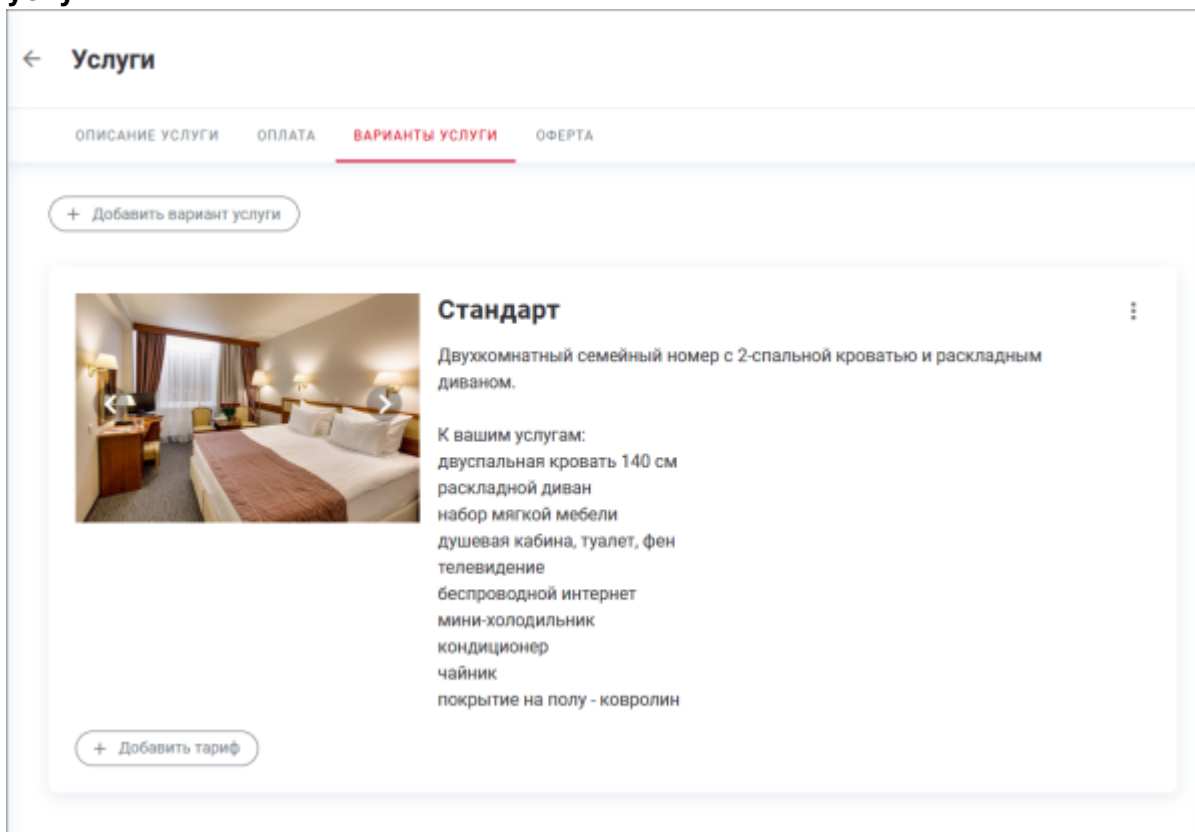 Услуги
ОПИСАНИЕ УСЛУГИ ОПЛАТА ВАРИАНТЫ УСЛУГИ ОФЕРТА
+ Добавить вариант услуги
Стандарт
Двухкомнатный семейный номер с 2-спальной кроватью и раскладным
диваном.
К вашим услугам:
двуспальная кровать 140 см
раскладной диван
набор мягкой мебели
душевая кабина, туалет, фен
телевидение
беспроводной интернет
мини-холодильник
кондиционер
чайник
покрытие на полу - ковролин
+ Добавить тариф